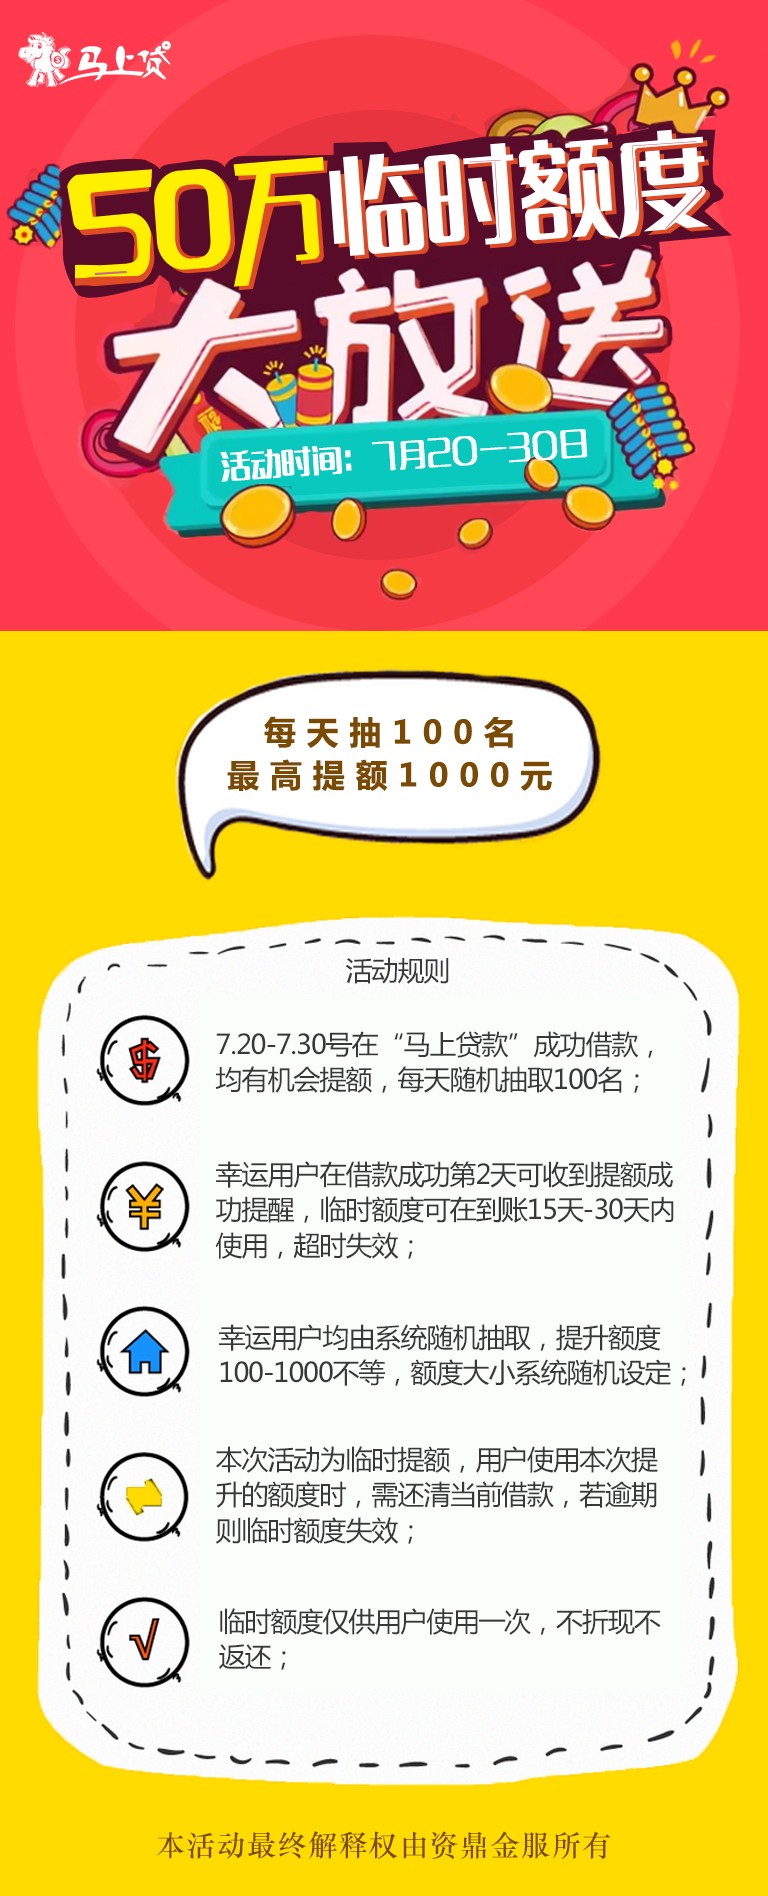 马上贷
50万临时额度
大放送
活动时间：7月20-30日
每天抽100名
最高提额1000元
活动规则
7.20-7.30号在“马上贷款”成功借款，
均有机会提额，每天随机抽取100名；
幸运用户在借款成功第2天可收到提额成
功提醒，临时额度可在到账15天-30天内
使用，超时失效；
幸运用户均由系统随机抽取，提升额度
100-1000不等，额度大小系统随机设定；
本次活动为临时提额，用户使用本次提
升的额度时，需还清当前借款，若逾期
则临时额度失效；
临时额度仅供用户使用一次，不折现不
返还；
本活动最终解释权由资鼎金服所有